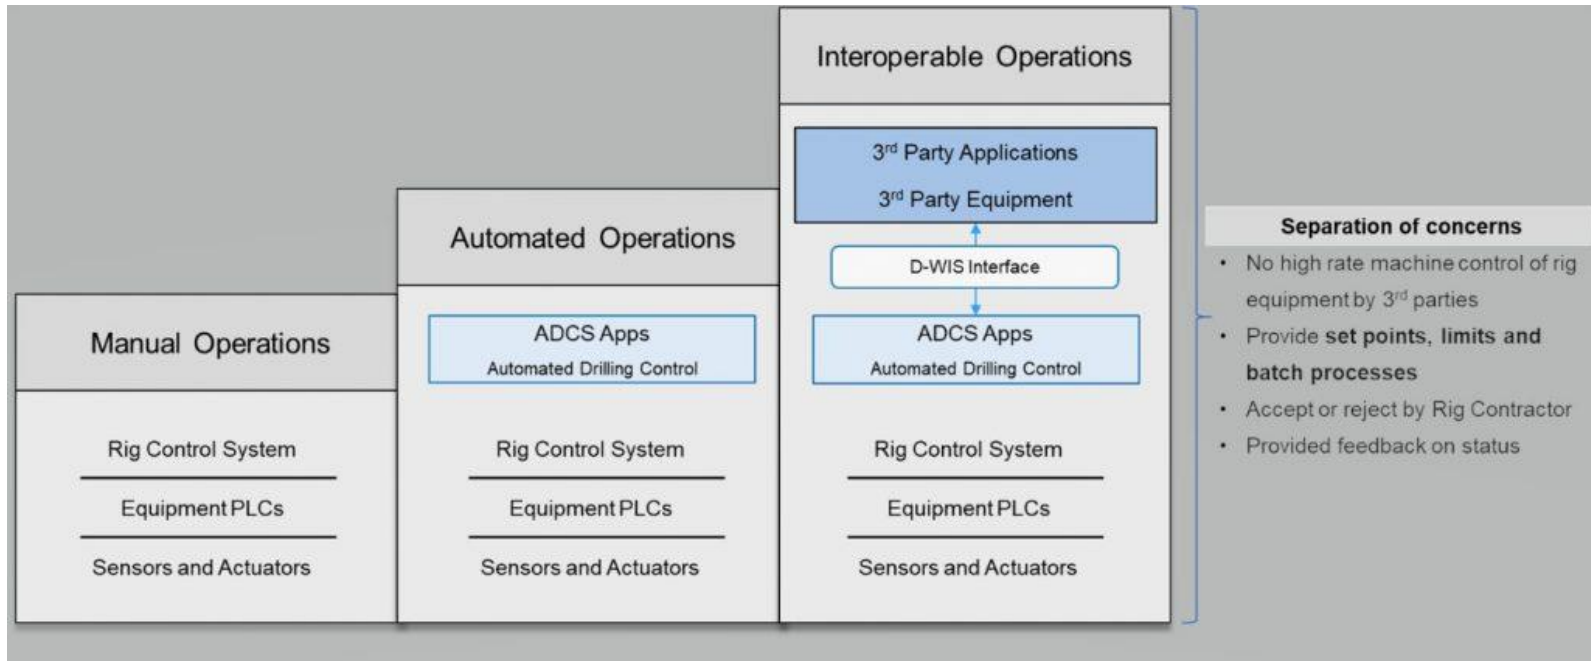 Manual Operations
Rig Control System
Equipment PLCs
Sensors and Actuators
Automated Operations
ADCS Apps
Automated Drilling Control
Rig Control System
Equipment PLCs
Sensors and Actuators
Interoperable Operations
3rd Party Applications
3rd Party Equipment
D-WIS Interface
ADCS Apps
Automated Drilling Control
Rig Control System
Equipment PLCs
Sensors and Actuators
Separation of concerns
• No high rate machine control of rig
equipment by 3rd parties
• Provide set points, limits and
batch processes
• Accept or reject by Rig Contractor
• Provided feedback on status